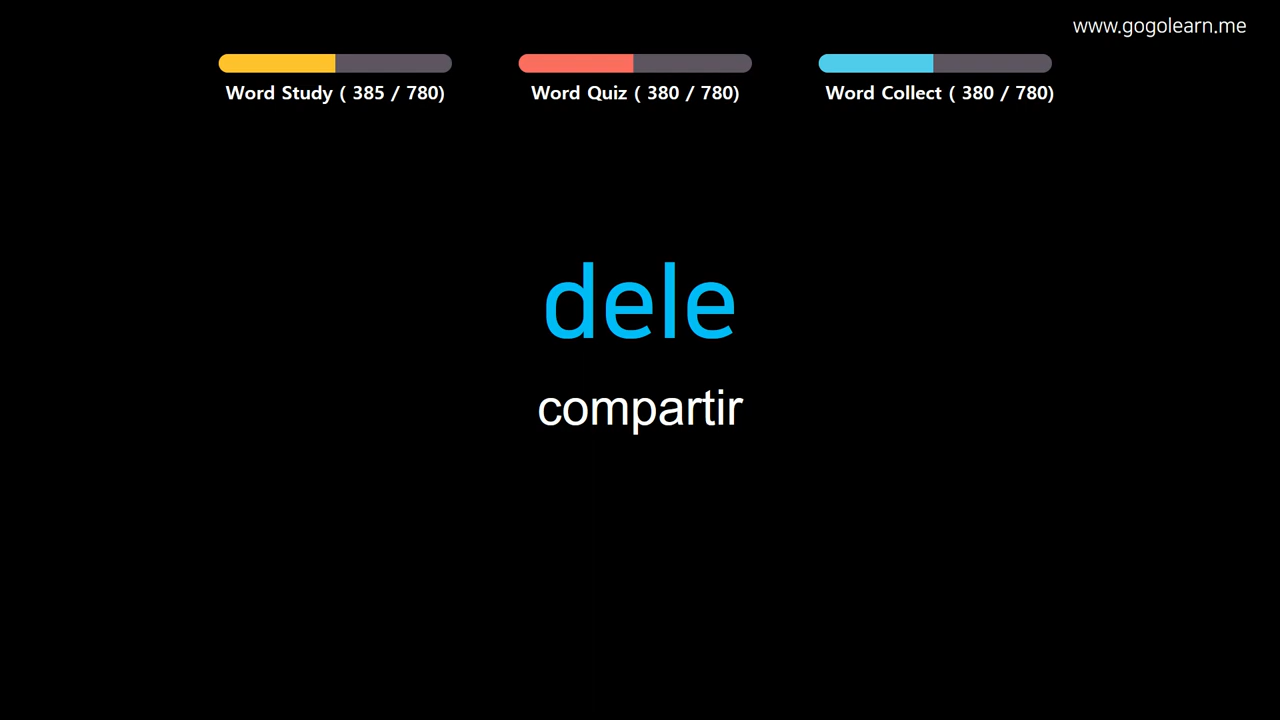 www.gogolearn.me
Word Study ( 385 / 780)
Word Quiz ( 380 / 780)
Word Collect ( 380 / 780)
dele
compartir